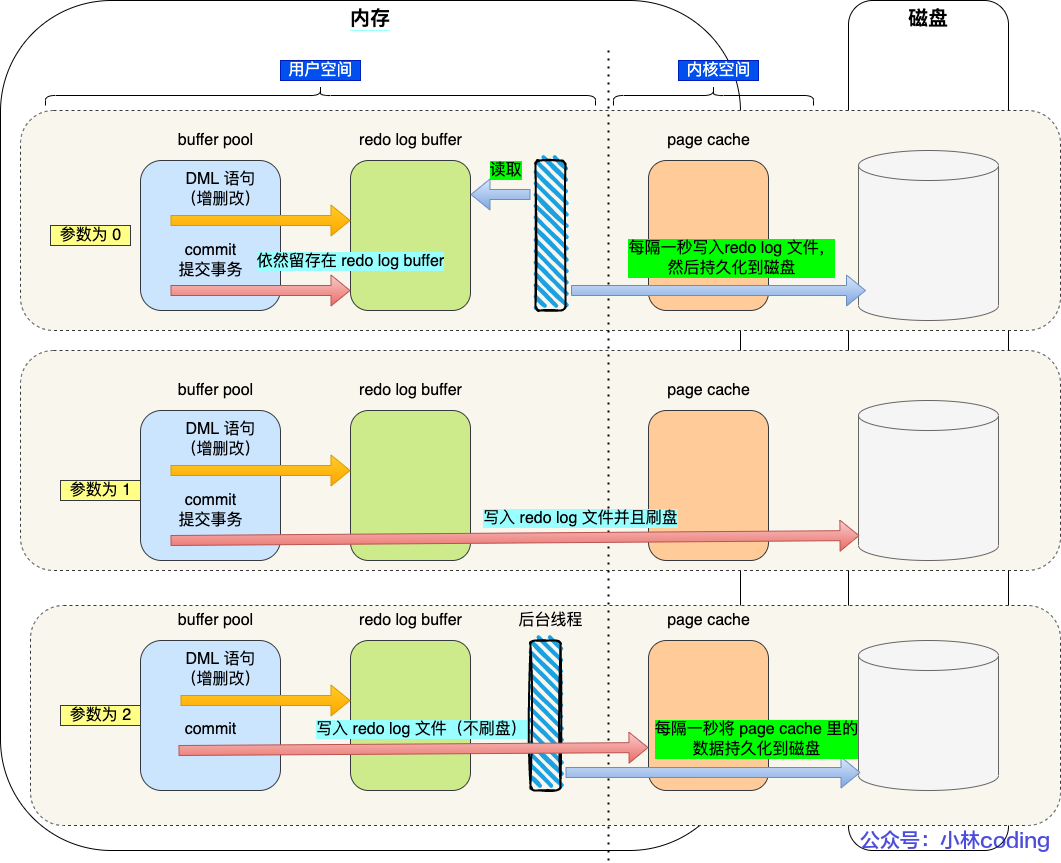 内存
磁盘
用户空间
内核空间
buffer pool
redo log buffer
page cache
读取
DML 语句
（增删改）
参数为 0
commit
提交事务
依然留存在 redo log buffer
每隔一秒写入redo log 文件，
然后持久化到磁盘
buffer pool
redo log buffer
page cache
DML 语句
（增删改）
参数为 1
commit
提交事务
写入 redo log 文件并且刷盘
buffer pool
redo log buffer
后台线程
page cache
DML 语句
（增删改）
参数为 2
commit
写入 redo log 文件（不刷盘）
每隔一秒将 page cache 里的
数据持久化到磁盘
公众号：小林coding